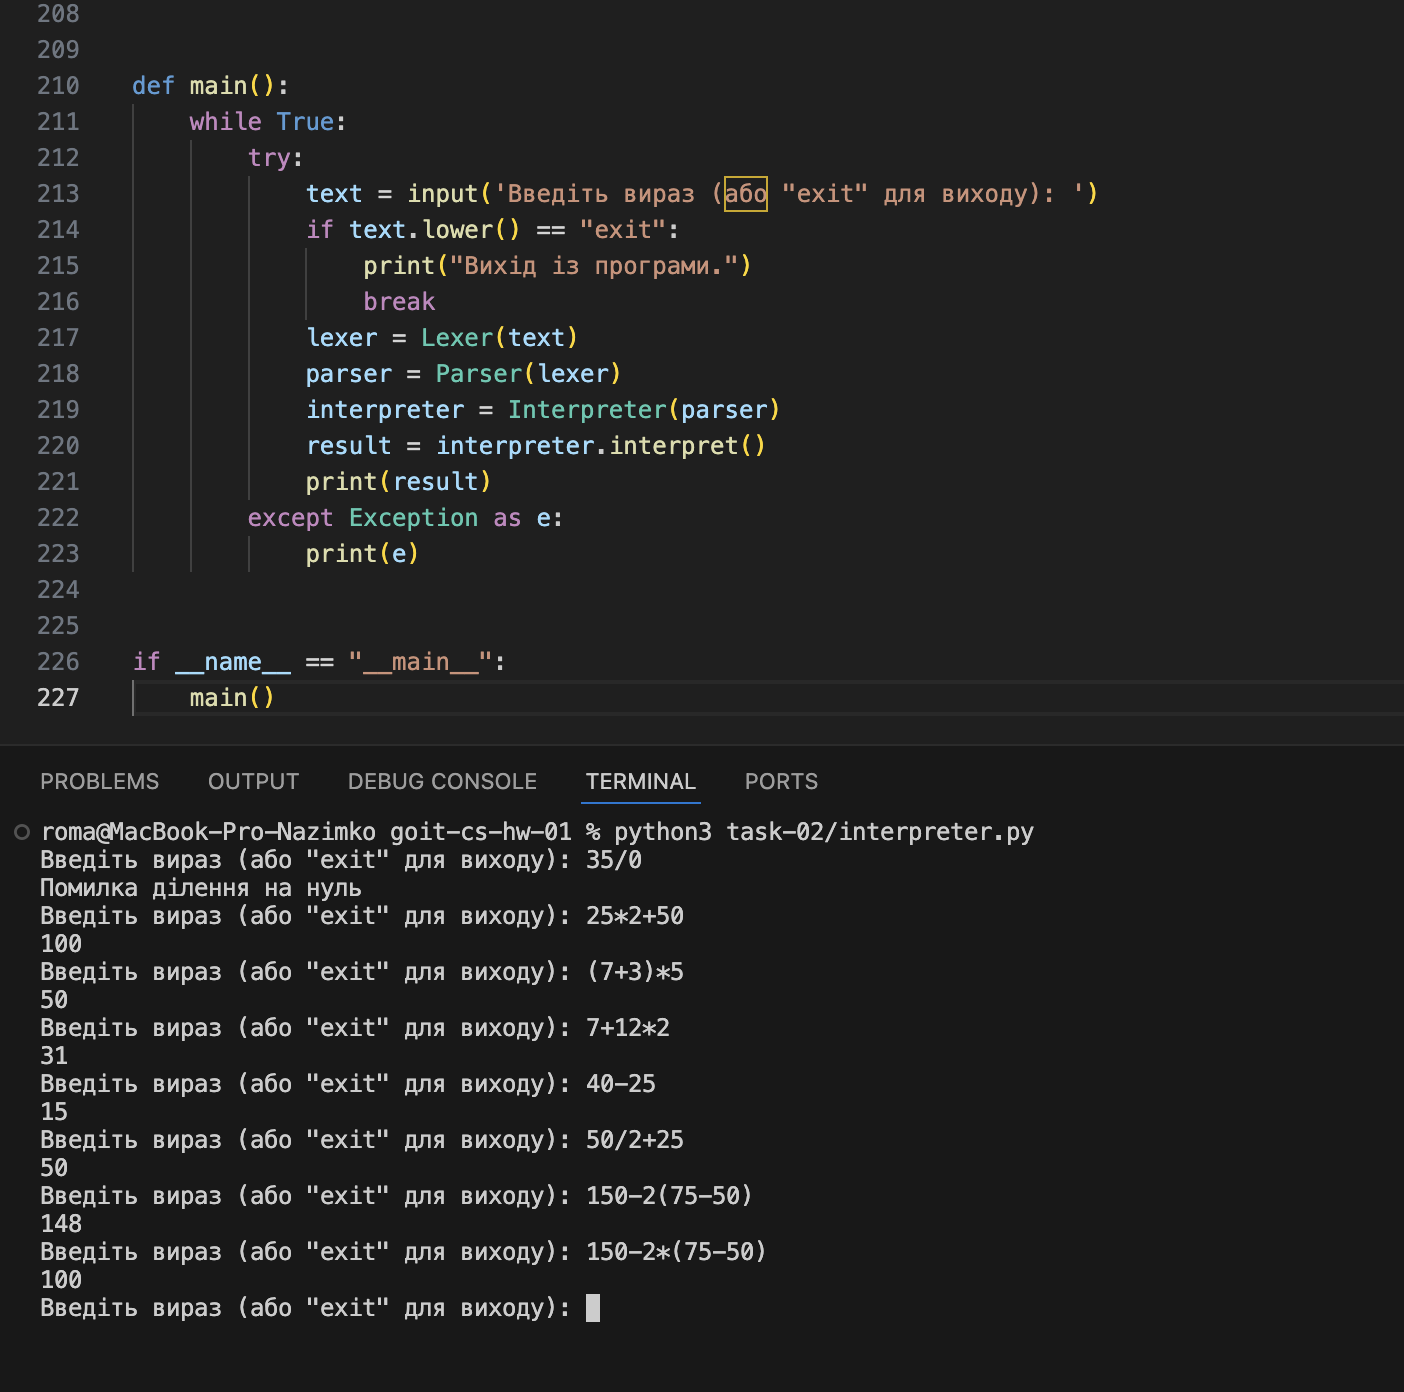 208
209
210 def main():
211 while True:
212 try:
213 text = input('Введіть вираз (або "exit" для виходу): ')
214 if text.lower() == "exit":
215 print("Вихід із програми.")
216 break
217 lexer = Lexer(text)
218 parser = Parser(lexer)
219 interpreter = Interpreter(parser)
220 result = interpreter.interpret()
221 print(result)
222 except Exception as e:
223 print(e)
224
225
226 if __name__ == "__main__":
227 main()
PROBLEMS OUTPUT DEBUG CONSOLE TERMINAL PORTS
roma@MacBook-Pro-Nazimko goit-cs-hw-01 % python3 task-02/interpreter.py
Введіть вираз (або "exit" для виходу): 35/0
Помилка ділення на нуль
Введіть вираз (або "exit" для виходу): 25*2+50
100
Введіть вираз (або "exit" для виходу): (7+3)*5
50
Введіть вираз (або "exit" для виходу): 7+12*2
31
Введіть вираз (або "exit" для виходу): 40-25
15
Введіть вираз (або "exit" для виходу): 50/2+25
50
Введіть вираз (або "exit" для виходу): 150-2(75-50)
148
Введіть вираз (або "exit" для виходу): 150-2*(75-50)
100
Введіть вираз (або "exit" для виходу):